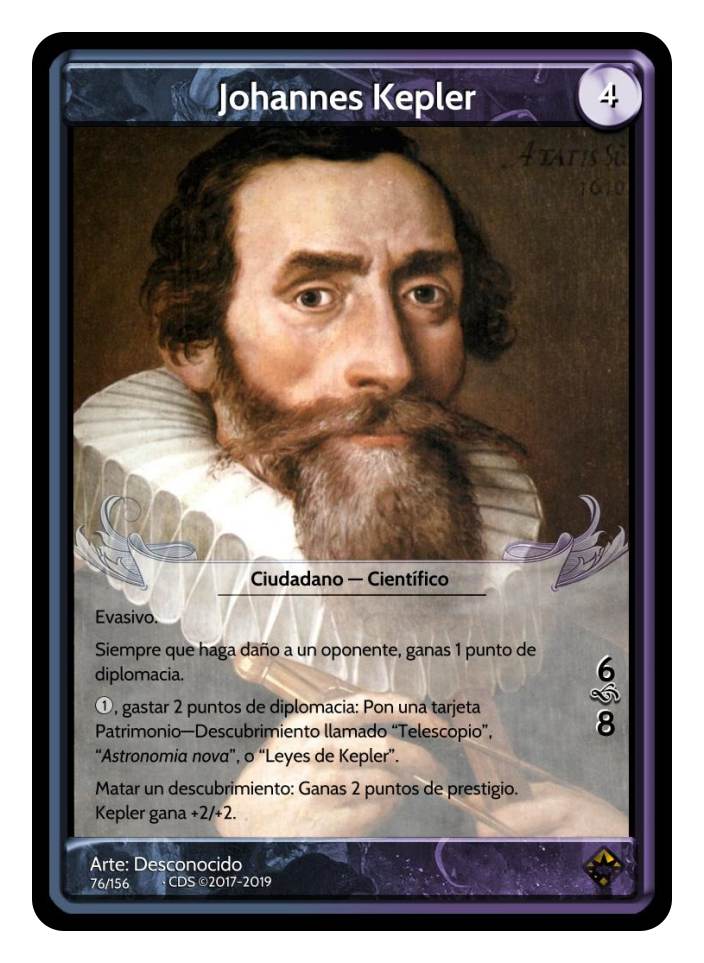 Johannes Kepler
4
ÆTATIS SU
1610
Ciudadano — Científico
Evasivo.
Siempre que haga daño a un oponente, ganas 1 punto de
diplomacia.
1, gastar 2 puntos de diplomacia: Pon una tarjeta
Patrimonio—Descubrimiento llamado “Telescopio”,
“Astronomia nova”, o “Leyes de Kepler”.
Matar un descubrimiento: Ganas 2 puntos de prestigio.
Kepler gana +2/+2.
6
8
Arte: Desconocido
76/156 · CDS ©2017-2019